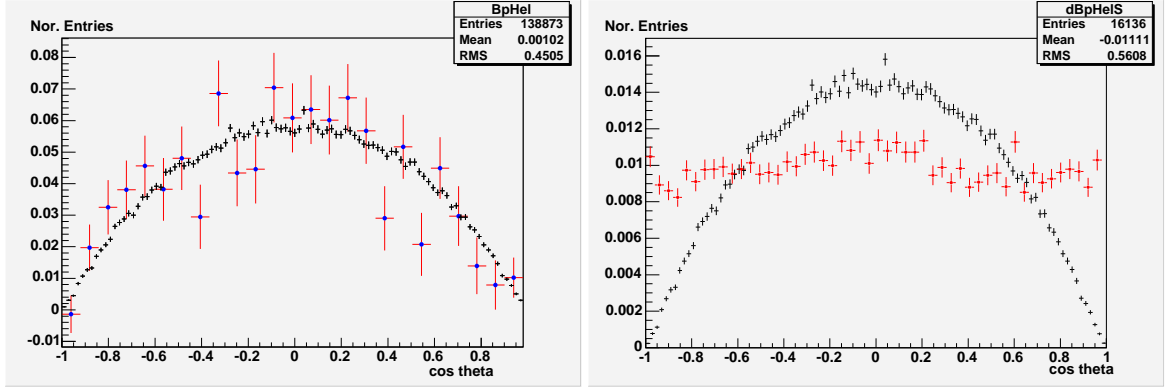 BpHel
Entries 138873
Mean 0.00102
RMS 0.4505
Nor. Entries
0.08
0.07
0.06
0.05
0.04
0.03
0.02
0.01
0
-0.01
-1 -0.8 -0.6 -0.4 -0.2 0 0.2 0.4 0.6 0.8
cos theta
dBpHelS
Entries 16136
Mean -0.01111
RMS 0.5608
Nor. Entries
0.016
0.014
0.012
0.010
0.008
0.006
0.004
0.002
0
-1 -0.8 -0.6 -0.4 -0.2 0 0.2 0.4 0.6 0.8 1
cos theta